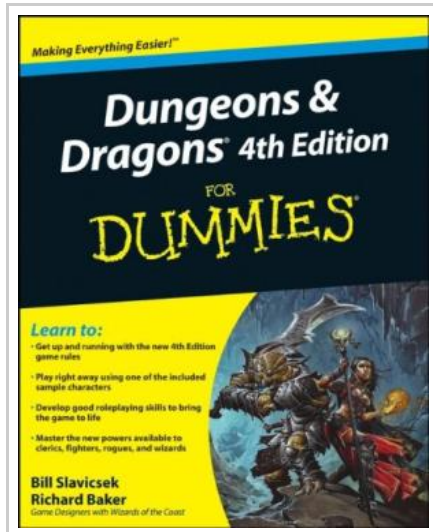 Making Everything Easier!™
Dungeons &
Dragons® 4th Edition
FOR
DUMMIES®
Learn to:
• Get up and running with the new 4th Edition
game rules
• Play right away using one of the included
sample characters
• Develop good roleplaying skills to bring
the game to life
• Master the new powers available to
clerics, fighters, rogues, and wizards
Bill Slavicsek
Richard Baker
Game Designers with Wizards of the Coast